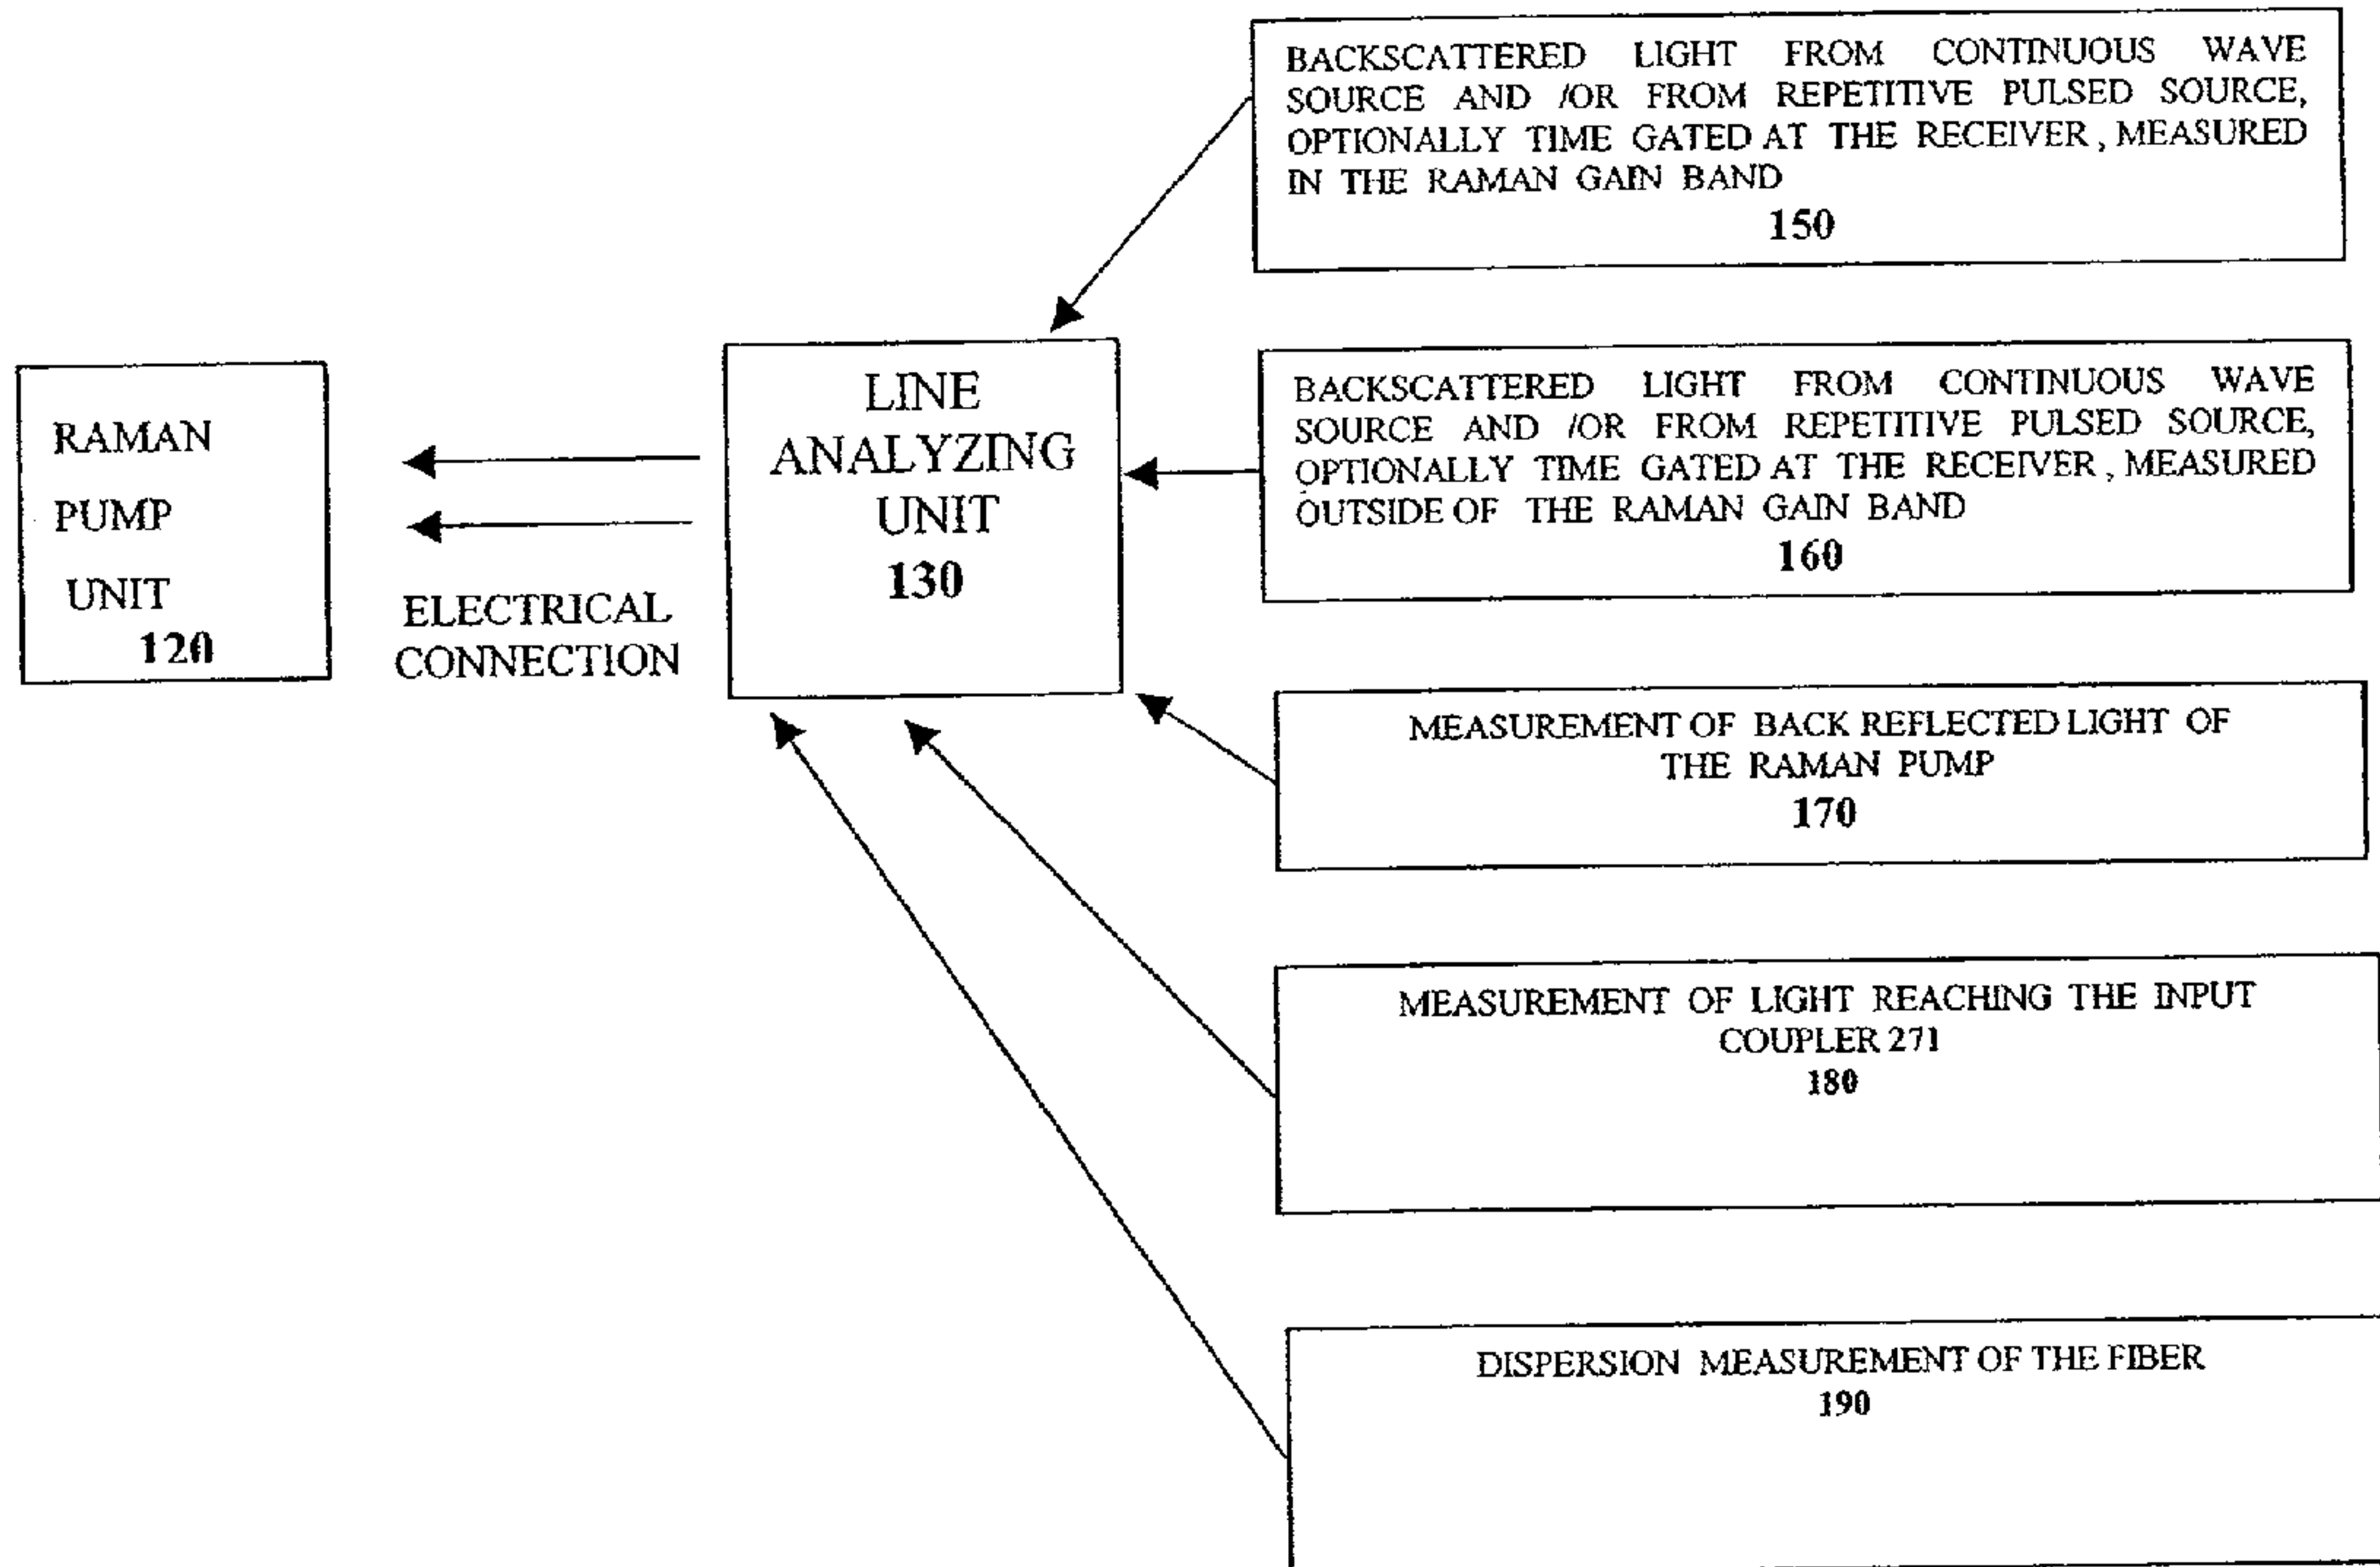 BACKSCATTERED LIGHT FROM CONTINUOUS WAVE
SOURCE AND /OR FROM REPETITIVE PULSED SOURCE,
OPTIONALLY TIME GATED AT THE RECEIVER, MEASURED
IN THE RAMAN GAIN BAND
150
RAMAN
PUMP
UNIT
120
ELECTRICAL
CONNECTION
LINE
ANALYZING
UNIT
130
BACKSCATTERED LIGHT FROM CONTINUOUS WAVE
SOURCE AND /OR FROM REPETITIVE PULSED SOURCE,
OPTIONALLY TIME GATED AT THE RECEIVER, MEASURED
OUTSIDE OF THE RAMAN GAIN BAND
160
MEASUREMENT OF BACK REFLECTED LIGHT OF
THE RAMAN PUMP
170
MEASUREMENT OF LIGHT REACHING THE INPUT
COUPLER 271
180
DISPERSION MEASUREMENT OF THE FIBER
190